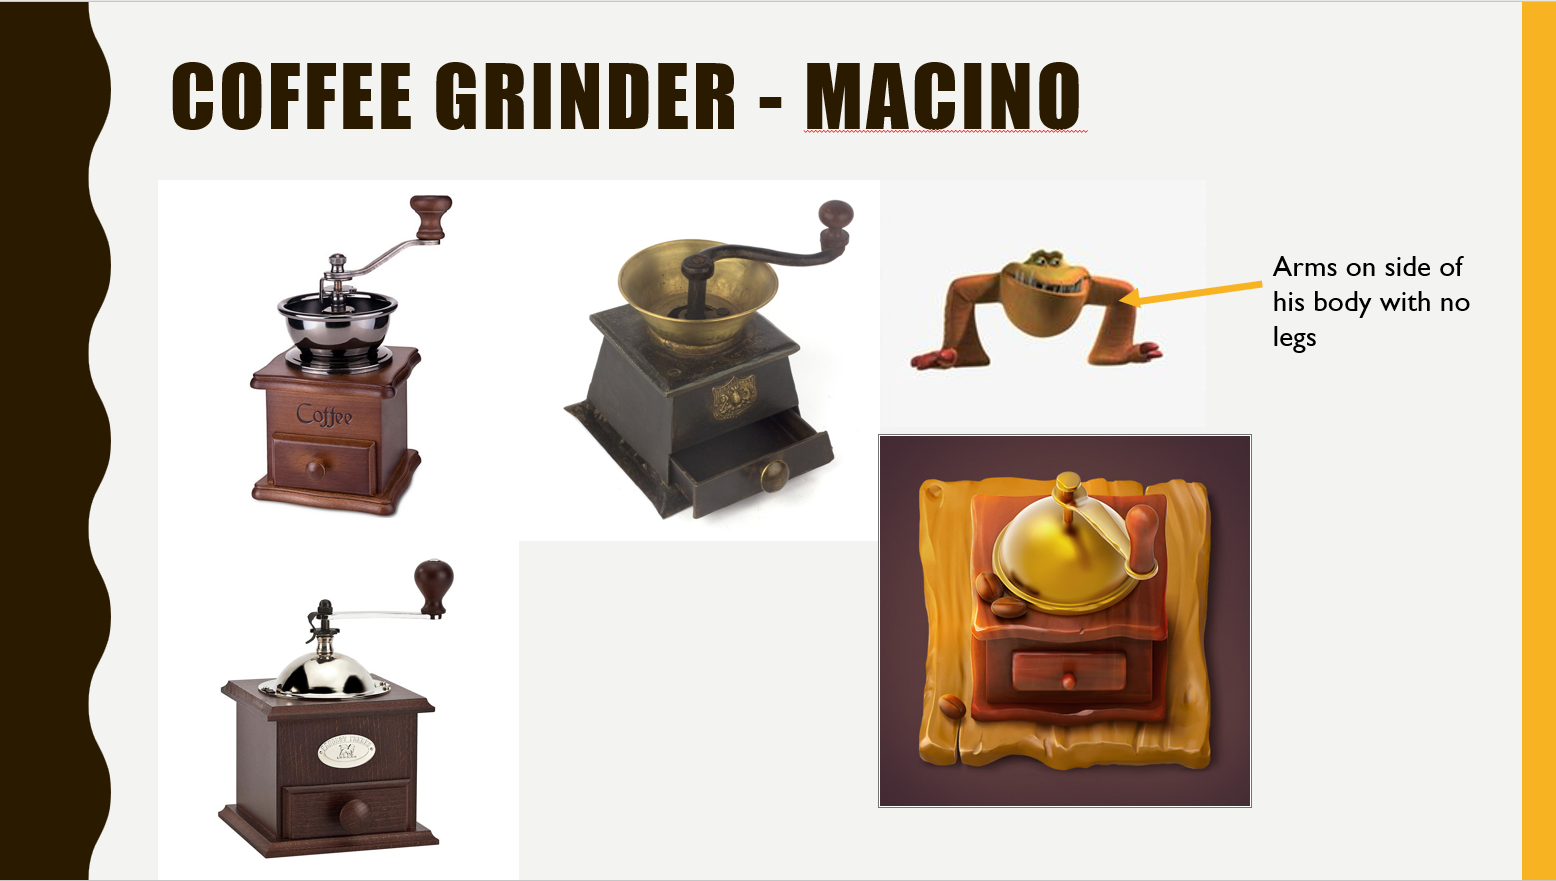 COFFEE GRINDER - MACINO
Coffee
Arms on side of
his body with no
legs